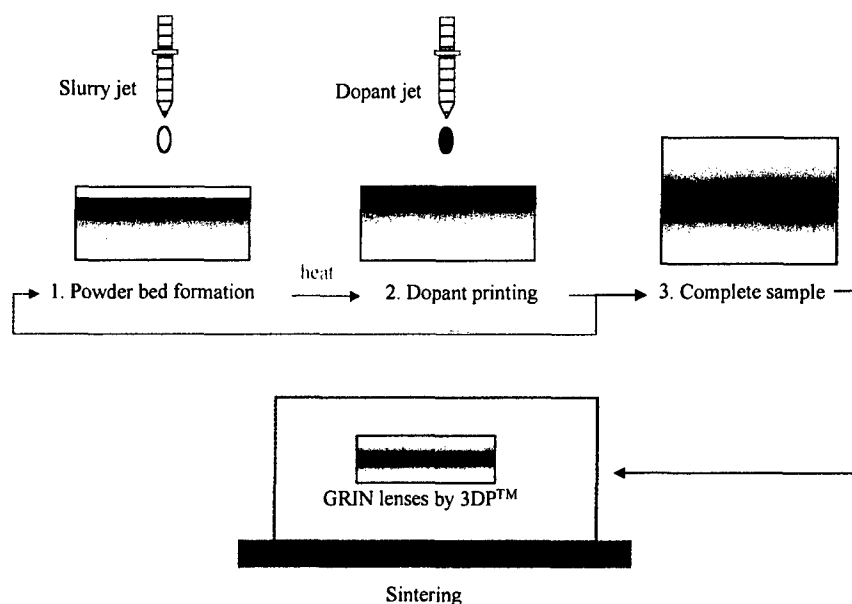 Slurry jet
Dopant jet
heat
1. Powder bed formation
2. Dopant printing
3. Complete sample
GRIN lenses by 3DP™
Sintering